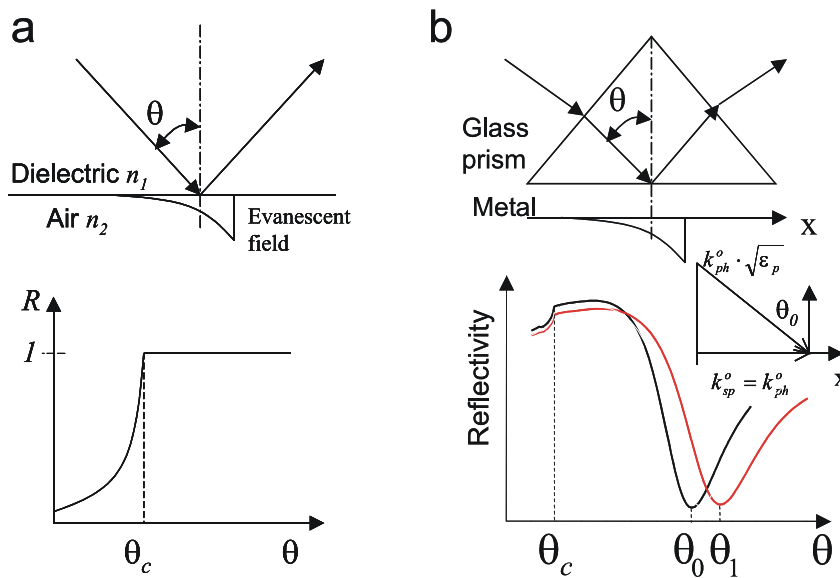 a
θ
Dielectric n₁
Air n₂
Evanescent
field
R
1
θc
θ
b
θ
Glass
prism
Metal
X
k°ph · √εp
θ₀
x
k°sp = k°ph
Reflectivity
θc
θ₀
θ₁
θ